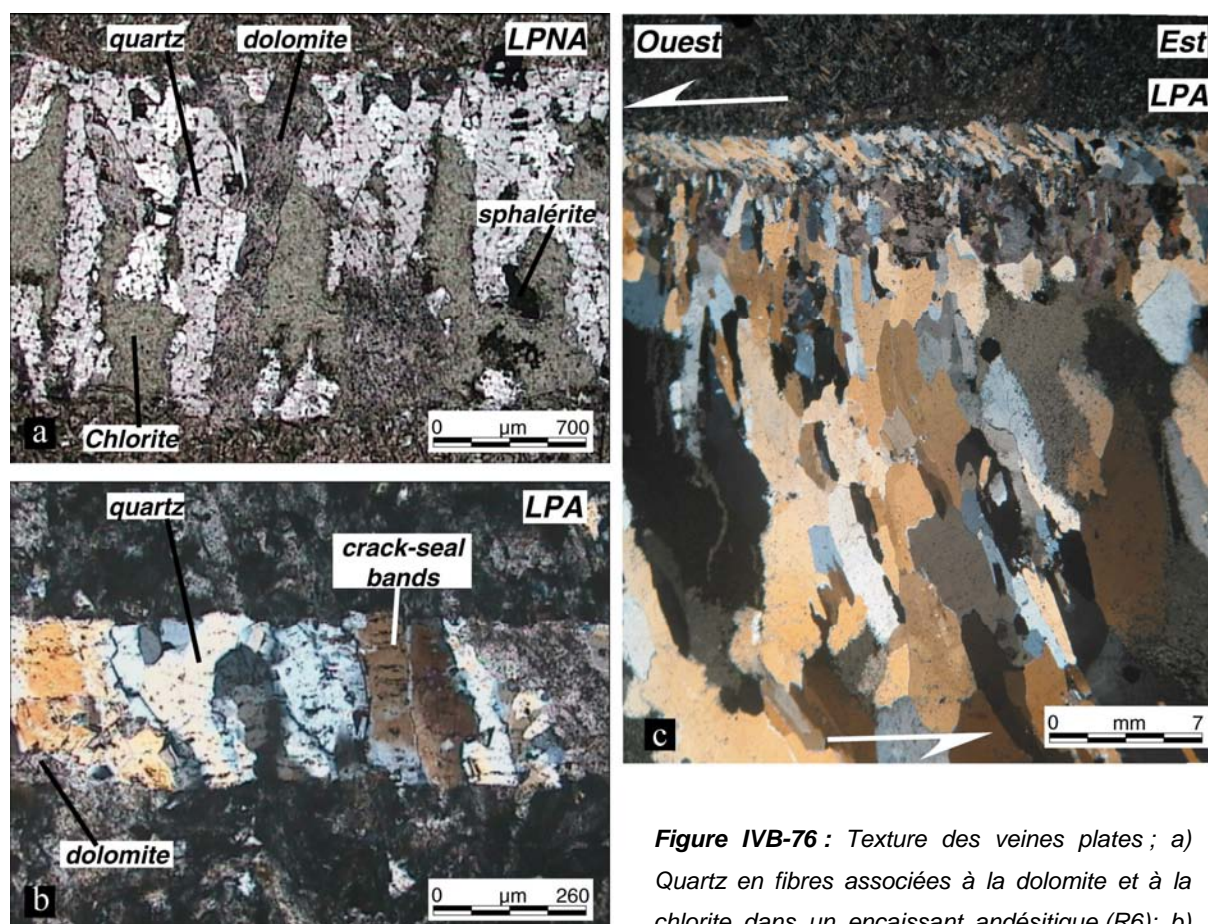 quartz dolomite LPNA
sphalérite
Chlorite
a
0 µm 700
quartz LPA
crack-seal
bands
dolomite
b
0 µm 260
Ouest Est
LPA
c
0 mm 7
Figure IVB-76 : Texture des veines plates ; a)
Quartz en fibres associées à la dolomite et à la
chlorite dans un encaissant andésitique (R6); b)